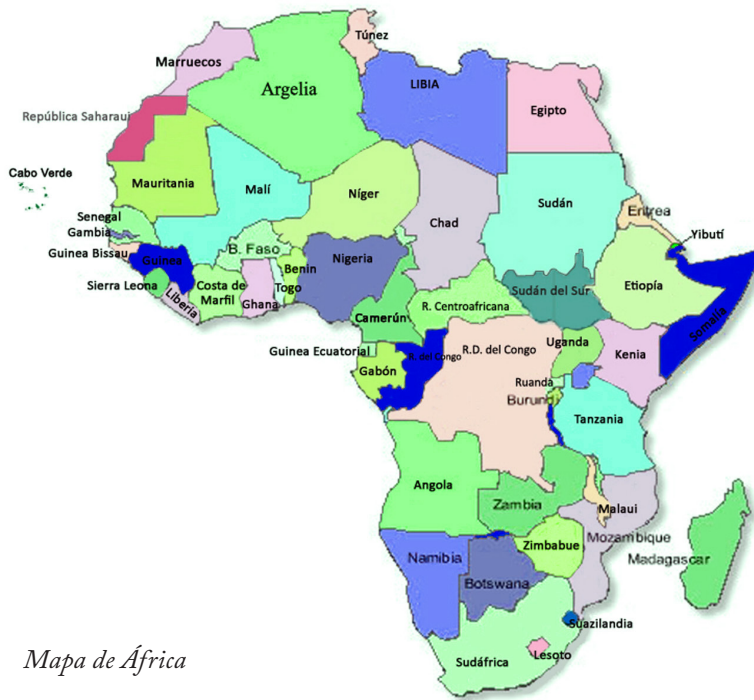 Túnez
Marruecos
Argelia
LIBIA
Egipto
República Saharaui
Cabo Verde
Mauritania
Malí
Níger
Chad
Sudán
Eritrea
Senegal
Gambia
Guinea Bissau
Guinea
B. Faso
Benin
Nigeria
Yibutí
Sierra Leona
Liberia
Costa de
Marfil
Ghana
Togo
Camerún
R. Centroafricana
Sudán del Sur
Etiopía
Somalia
Guinea Ecuatorial
Gabón
R. del Congo
R.D. del Congo
Uganda
Kenia
Ruanda
Burundi
Tanzania
Angola
Zambia
Malaui
Mozambique
Madagascar
Zimbabue
Namibia
Botswana
Suazilandia
Sudáfrica
Lesoto
Mapa de África